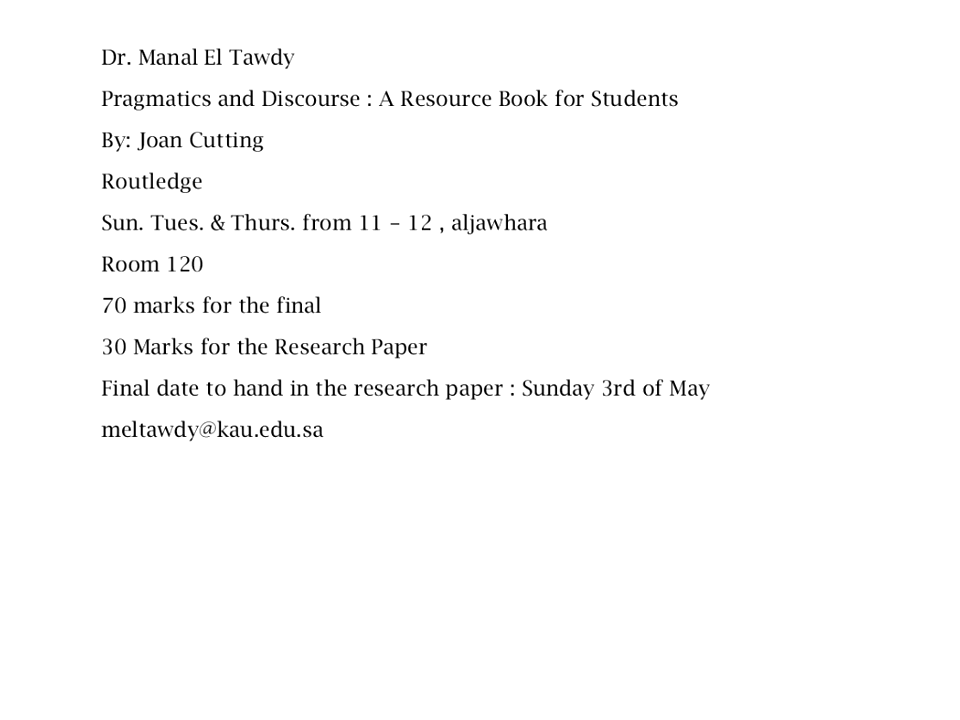 Dr. Manal El Tawdy
Pragmatics and Discourse : A Resource Book for Students
By: Joan Cutting
Routledge
Sun. Tues. & Thurs. from 11 – 12 , aljawhara
Room 120
70 marks for the final
30 Marks for the Research Paper
Final date to hand in the research paper : Sunday 3rd of May
meltawdy@kau.edu.sa